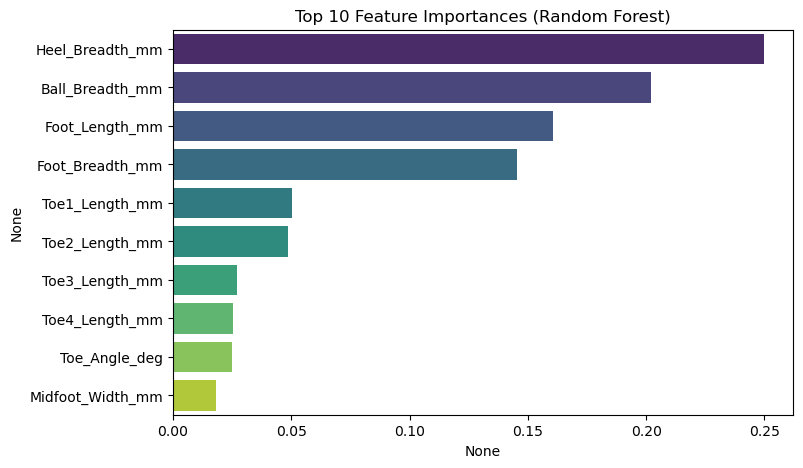 Top 10 Feature Importances (Random Forest)
Heel_Breadth_mm
Ball_Breadth_mm
Foot_Length_mm
Foot_Breadth_mm
Toe1_Length_mm
Toe2_Length_mm
Toe3_Length_mm
Toe4_Length_mm
Toe_Angle_deg
Midfoot_Width_mm
None
0.00 0.05 0.10 0.15 0.20 0.25
None